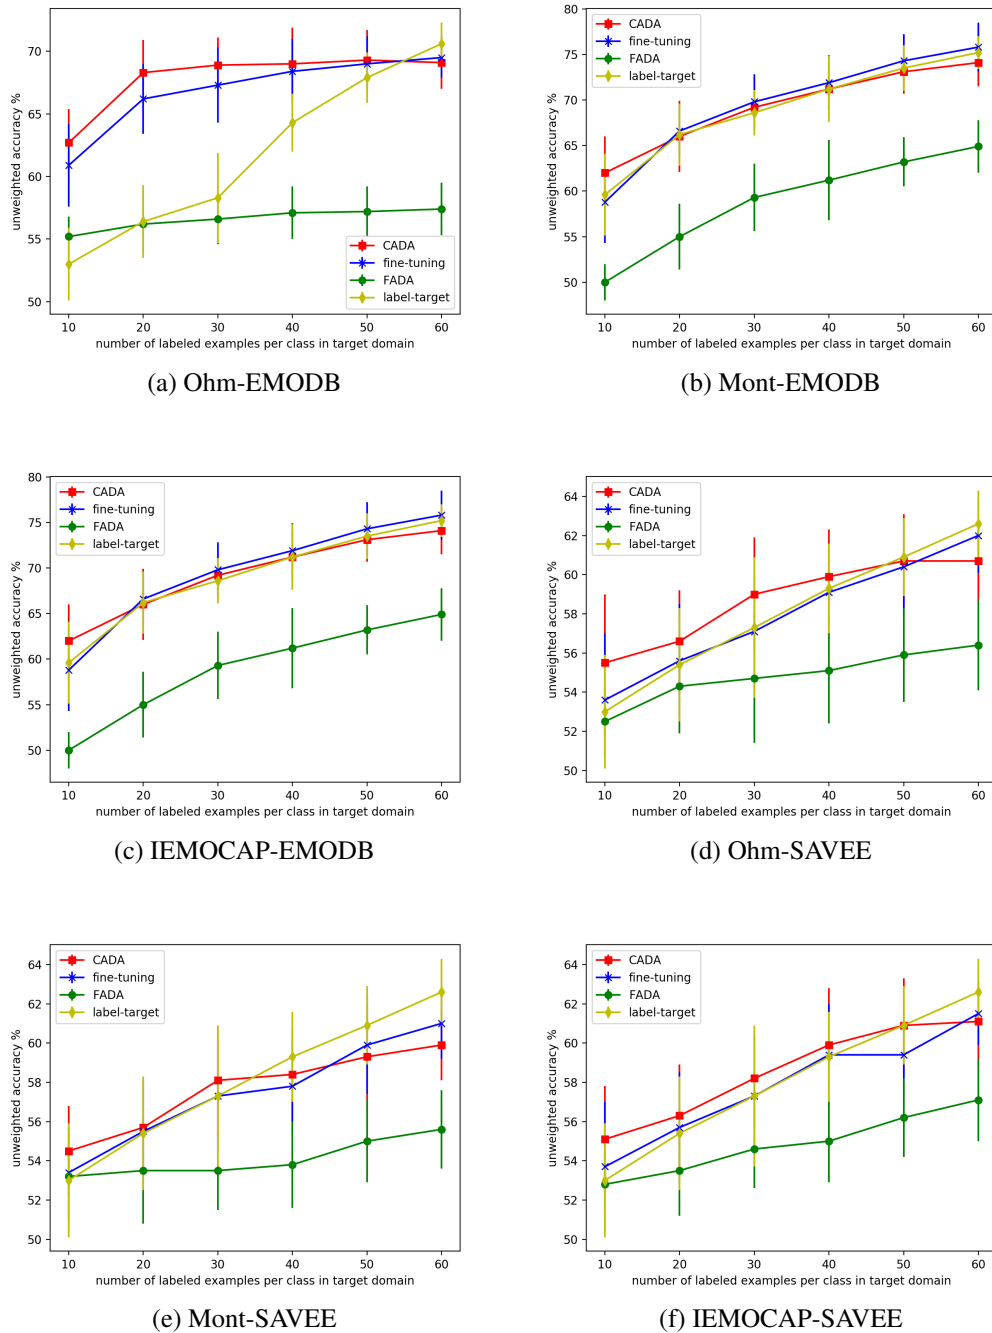 70
65
60
55
50
unweighted accuracy %
CADA
fine-tuning
FADA
label-target
10 20 30 40 50 60
number of labeled examples per class in target domain
(a) Ohm-EMODB
80
75
70
65
60
55
50
unweighted accuracy %
CADA
fine-tuning
FADA
label-target
10 20 30 40 50 60
number of labeled examples per class in target domain
(b) Mont-EMODB
80
75
70
65
60
55
50
unweighted accuracy %
CADA
fine-tuning
FADA
label-target
10 20 30 40 50 60
number of labeled examples per class in target domain
(c) IEMOCAP-EMODB
64
62
60
58
56
54
52
50
unweighted accuracy %
CADA
fine-tuning
FADA
label-target
10 20 30 40 50 60
number of labeled examples per class in target domain
(d) Ohm-SAVEE
64
62
60
58
56
54
52
50
unweighted accuracy %
CADA
fine-tuning
FADA
label-target
10 20 30 40 50 60
number of labeled examples per class in target domain
(e) Mont-SAVEE
64
62
60
58
56
54
52
50
unweighted accuracy %
CADA
fine-tuning
FADA
label-target
10 20 30 40 50 60
number of labeled examples per class in target domain
(f) IEMOCAP-SAVEE